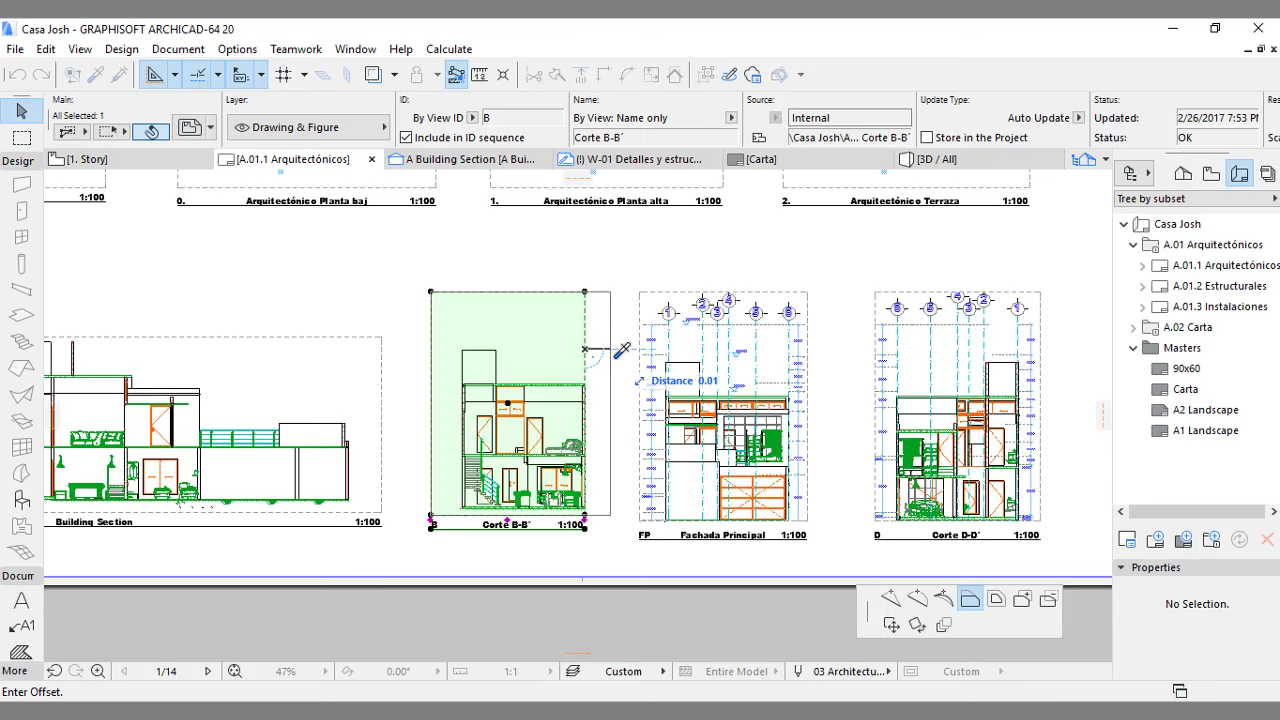 Casa Josh - GRAPHISOFT ARCHICAD-64 20
File Edit View Design Document Options Teamwork Window Help Calculate
Main:
All Selected: 1
Layer:
Drawing & Figure
ID:
By View ID
B
Include in ID sequence
Name:
By View: Name only
Corte B-B´
Source:
Internal
\Casa Josh\A... Corte B-B´
Update Type:
Auto Update
Store in the Project
Status:
Updated:
2/26/2017 7:53 PM
Status:
OK
[1. Story]
[A.01.1 Arquitectónicos]
A Building Section [A Bui...
(!) W-01 Detalles y estruc...
[Carta]
[3D / All]
Design
Docum
More
1:100
0. Arquitectónico Planta baj 1:100
1. Arquitectónico Planta alta 1:100
2. Arquitectónico Terraza 1:100
Distance 0.01
Building Section 1:100
B Corte B-B´ 1:100
FP Fachada Principal 1:100
D Corte D-D´ 1:100
Tree by subset
Casa Josh
A.01 Arquitectónicos
A.01.1 Arquitectónicos
A.01.2 Estructurales
A.01.3 Instalaciones
A.02 Carta
Masters
90x60
Carta
A2 Landscape
A1 Landscape
Properties
No Selection.
1/14
47%
0.00°
1:1
Custom
Entire Model
03 Architectu...
Custom
Enter Offset.